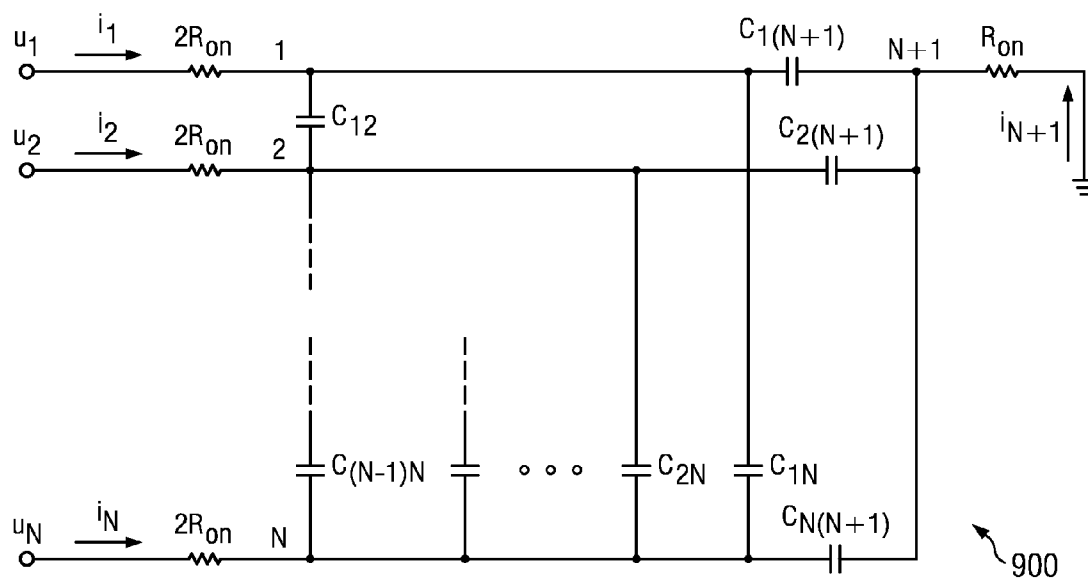 u1 i1 2Ron 1 C1(N+1) N+1 Ron
C12 iN+1
u2 i2 2Ron 2 C2(N+1)
C(N-1)N C2N C1N
uN iN 2Ron N CN(N+1)
900